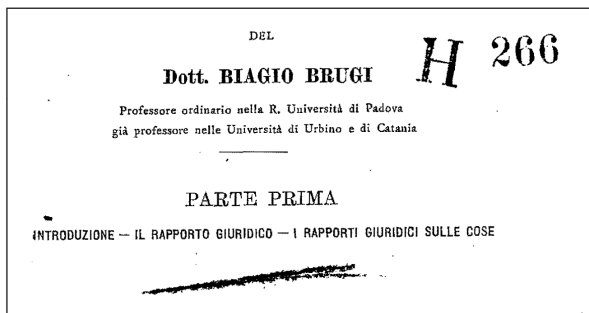 DEL
Dott. BIAGIO BRUGI
H 266
Professore ordinario nella R. Università di Padova
già professore nelle Università di Urbino e di Catania
PARTE PRIMA
INTRODUZIONE — IL RAPPORTO GIURIDICO — I RAPPORTI GIURIDICI SULLE COSE